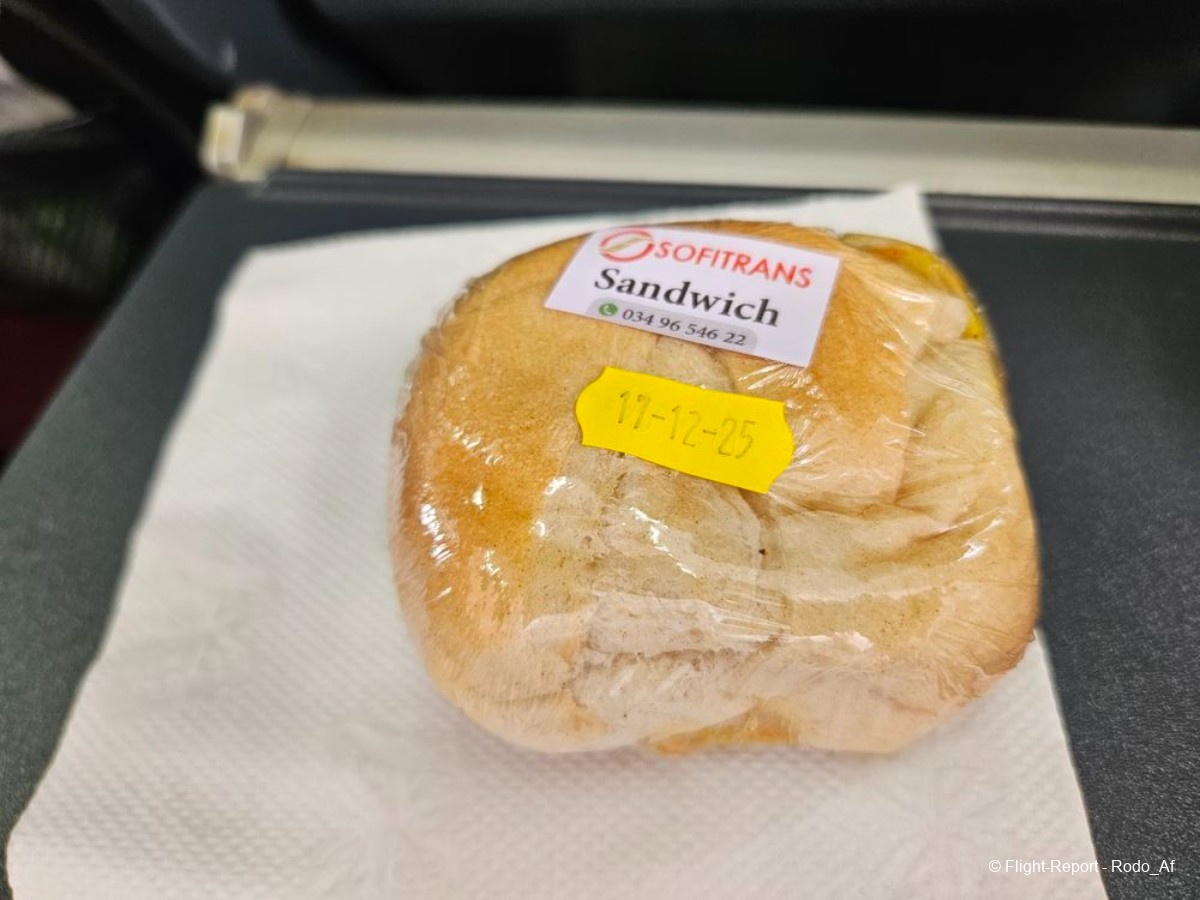 SOFITRANS
Sandwich
034 96 546 22
17-12-25
© Flight-Report - Rodo_Af